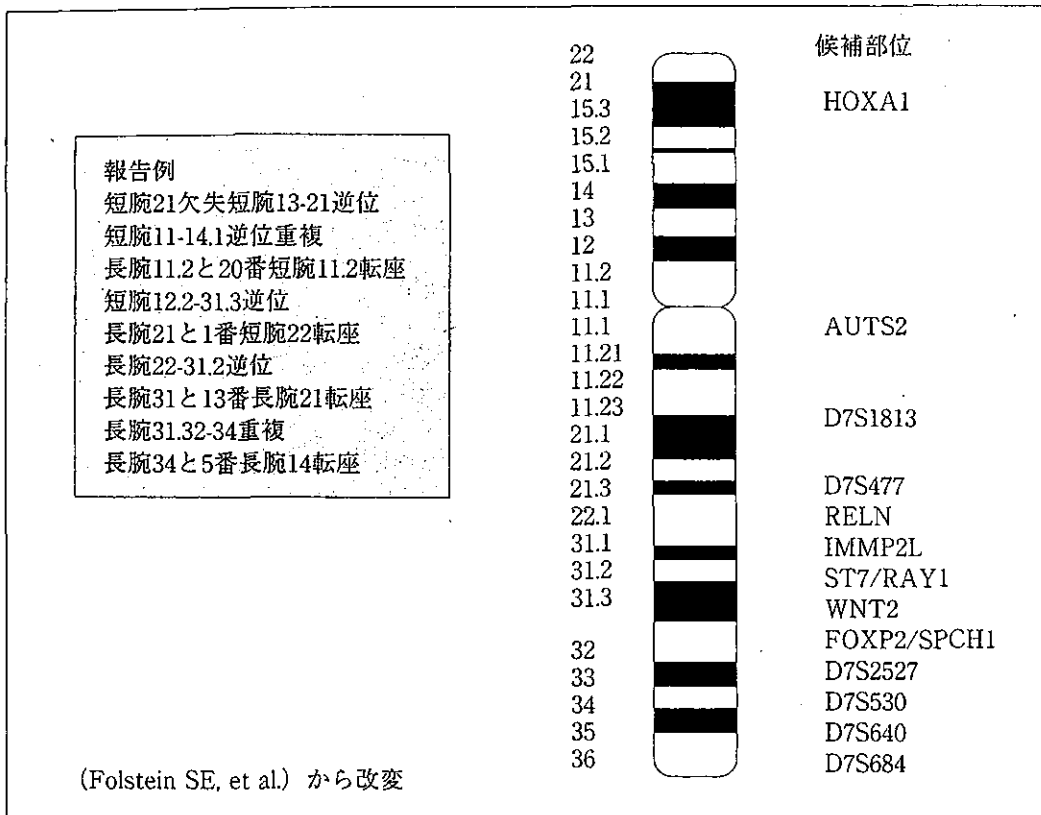 報告例
短腕21欠失短腕13-21逆位
短腕11-14.1逆位重複
長腕11.2と20番短腕11.2転座
短腕12.2-31.3逆位
長腕21と1番短腕22転座
長腕22-31.2逆位
長腕31と13番長腕21転座
長腕31.32-34重複
長腕34と5番長腕14転座
(Folstein SE, et al.) から改変
22
21
15.3
15.2
15.1
14
13
12
11.2
11.1
11.1
11.21
11.22
11.23
21.1
21.2
21.3
22.1
31.1
31.2
31.3
32
33
34
35
36
候補部位
HOXA1
AUTS2
D7S1813
D7S477
RELN
IMMP2L
ST7/RAY1
WNT2
FOXP2/SPCH1
D7S2527
D7S530
D7S640
D7S684